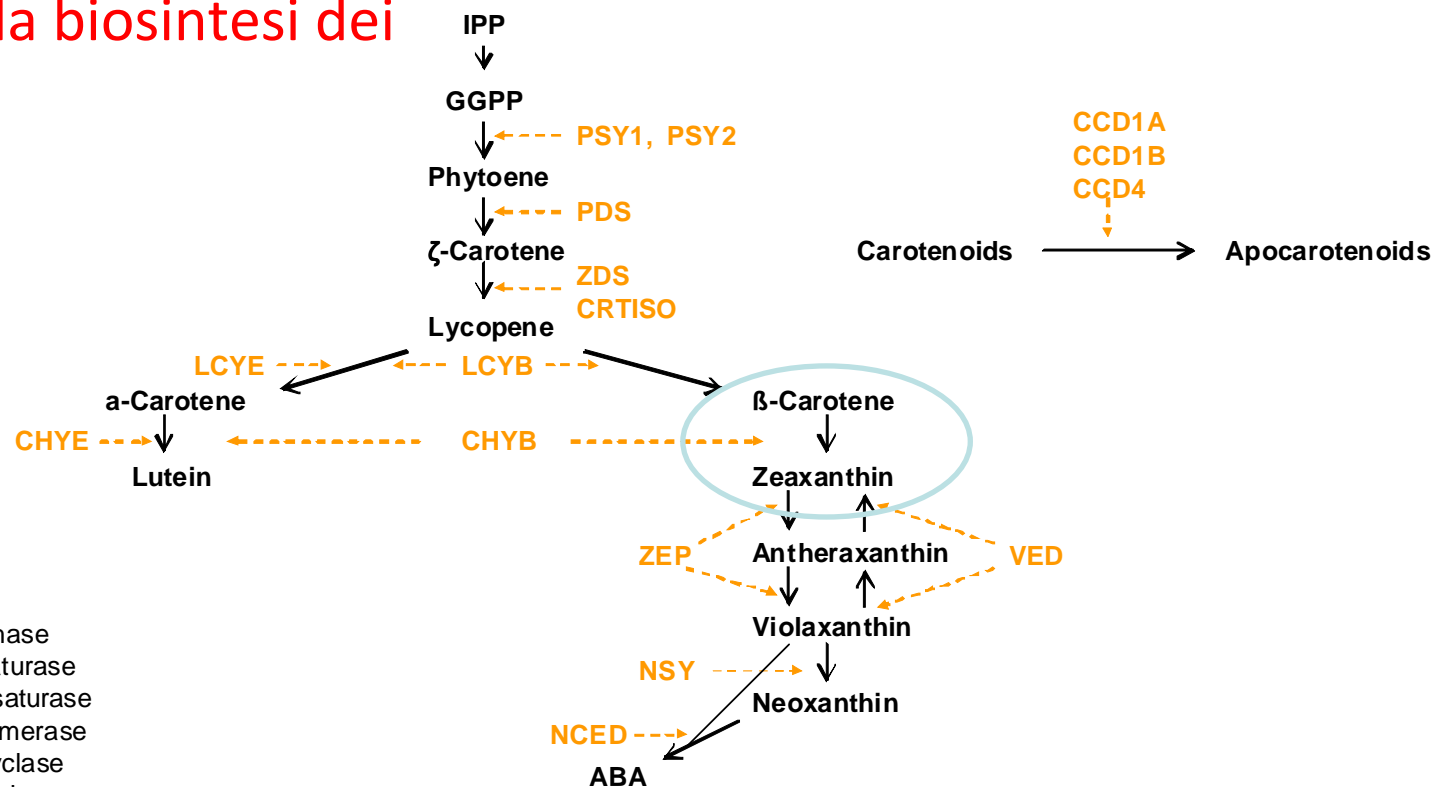 la biosintesi dei
IPP
GGPP
PSY1, PSY2
Phytoene
PDS
ζ-Carotene
ZDS
CRTISO
Lycopene
LCYE
LCYB
a-Carotene
ß-Carotene
CHYE
CHYB
Lutein
Zeaxanthin
ZEP
Antheraxanthin
VED
Violaxanthin
NSY
Neoxanthin
NCED
ABA
CCD1A
CCD1B
CCD4
Carotenoids
Apocarotenoids